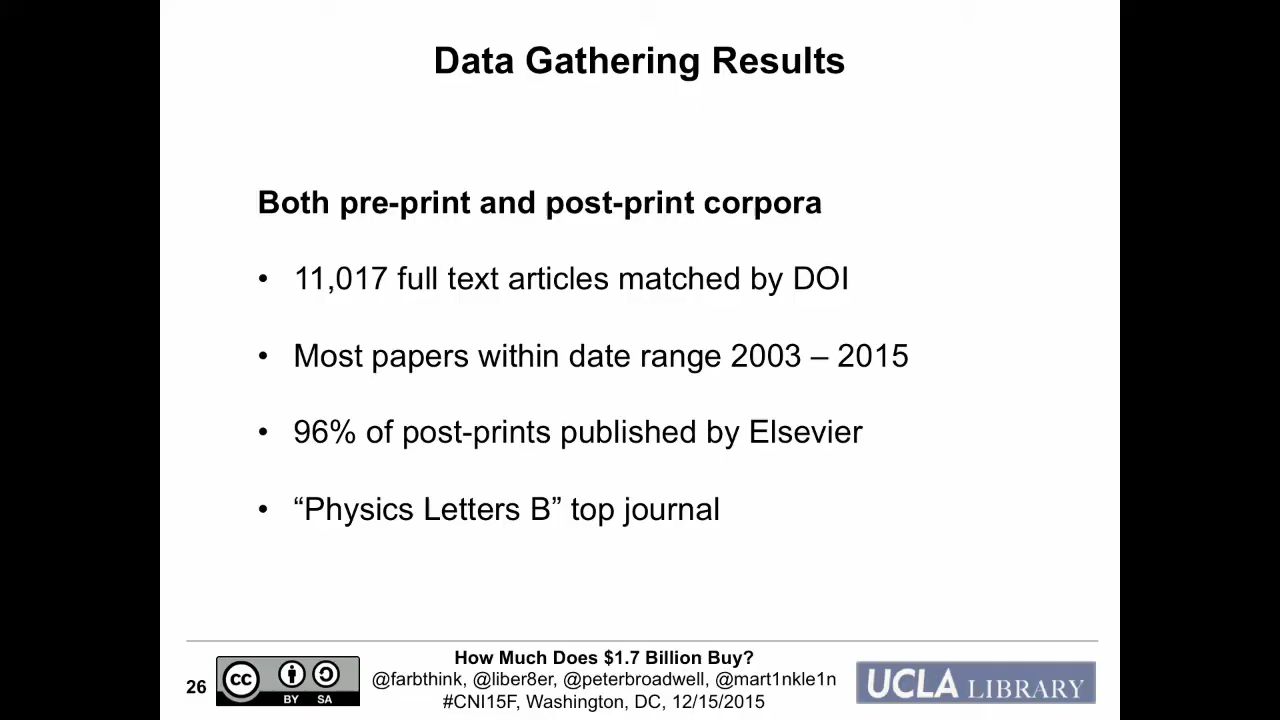 Data Gathering Results
Both pre-print and post-print corpora
• 11,017 full text articles matched by DOI
• Most papers within date range 2003 – 2015
• 96% of post-prints published by Elsevier
• “Physics Letters B” top journal
26
cc
BY SA
How Much Does $1.7 Billion Buy?
@farbthink, @liber8er, @peterbroadwell, @mart1nkle1n
#CNI15F, Washington, DC, 12/15/2015
UCLA LIBRARY